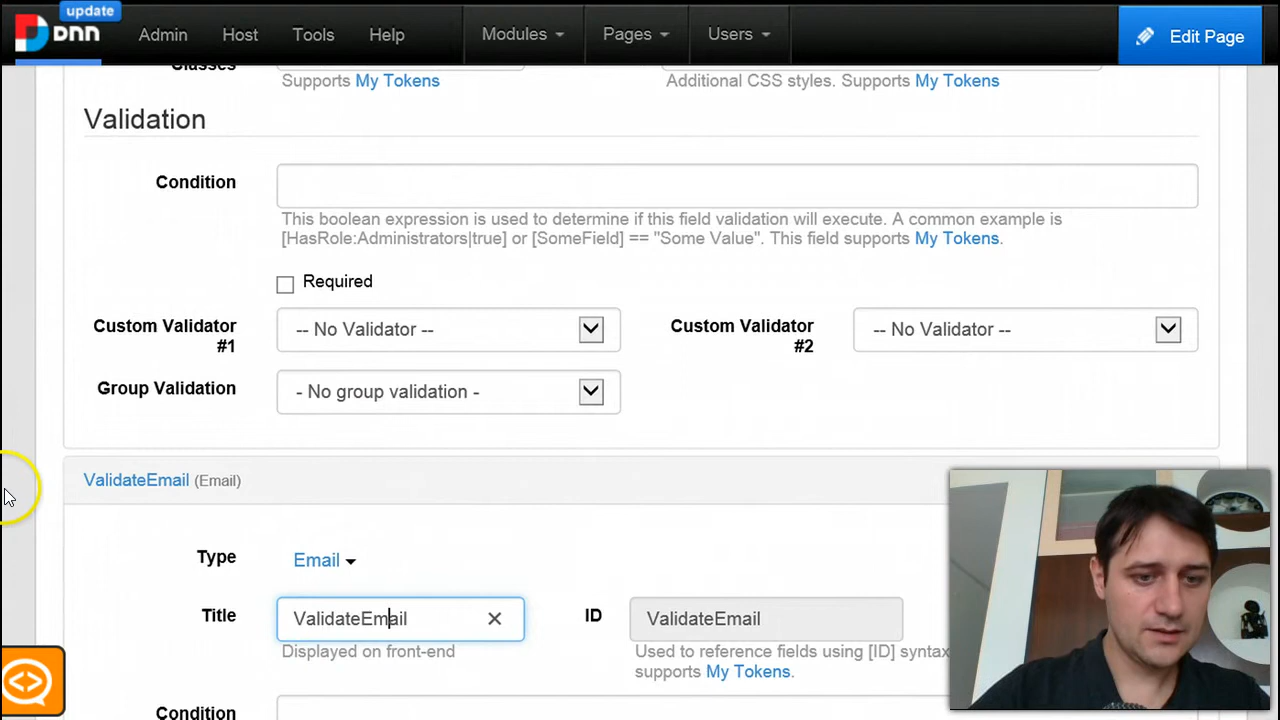 update
DNN Admin Host Tools Help Modules Pages Users Edit Page
Classes
Supports My Tokens Additional CSS styles. Supports My Tokens
Validation
Condition
This boolean expression is used to determine if this field validation will execute. A common example is
[HasRole:Administrators|true] or [SomeField] == "Some Value". This field supports My Tokens.
Required
Custom Validator #1 -- No Validator -- Custom Validator #2 -- No Validator --
Group Validation - No group validation -
ValidateEmail (Email)
Type Email
Title ValidateEmail ID ValidateEmail
Displayed on front-end Used to reference fields using [ID] syntax
supports My Tokens.
Condition